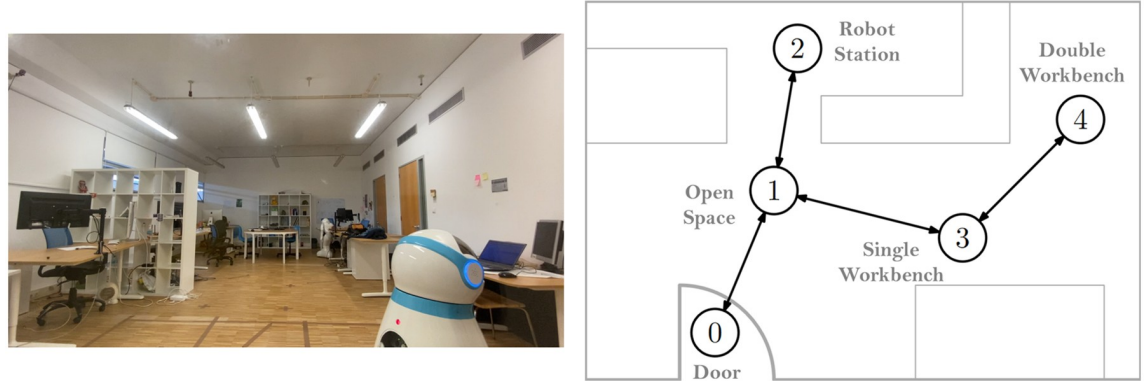 2
Robot
Station
Double
Workbench
4
1
Open
Space
3
Single
Workbench
0
Door